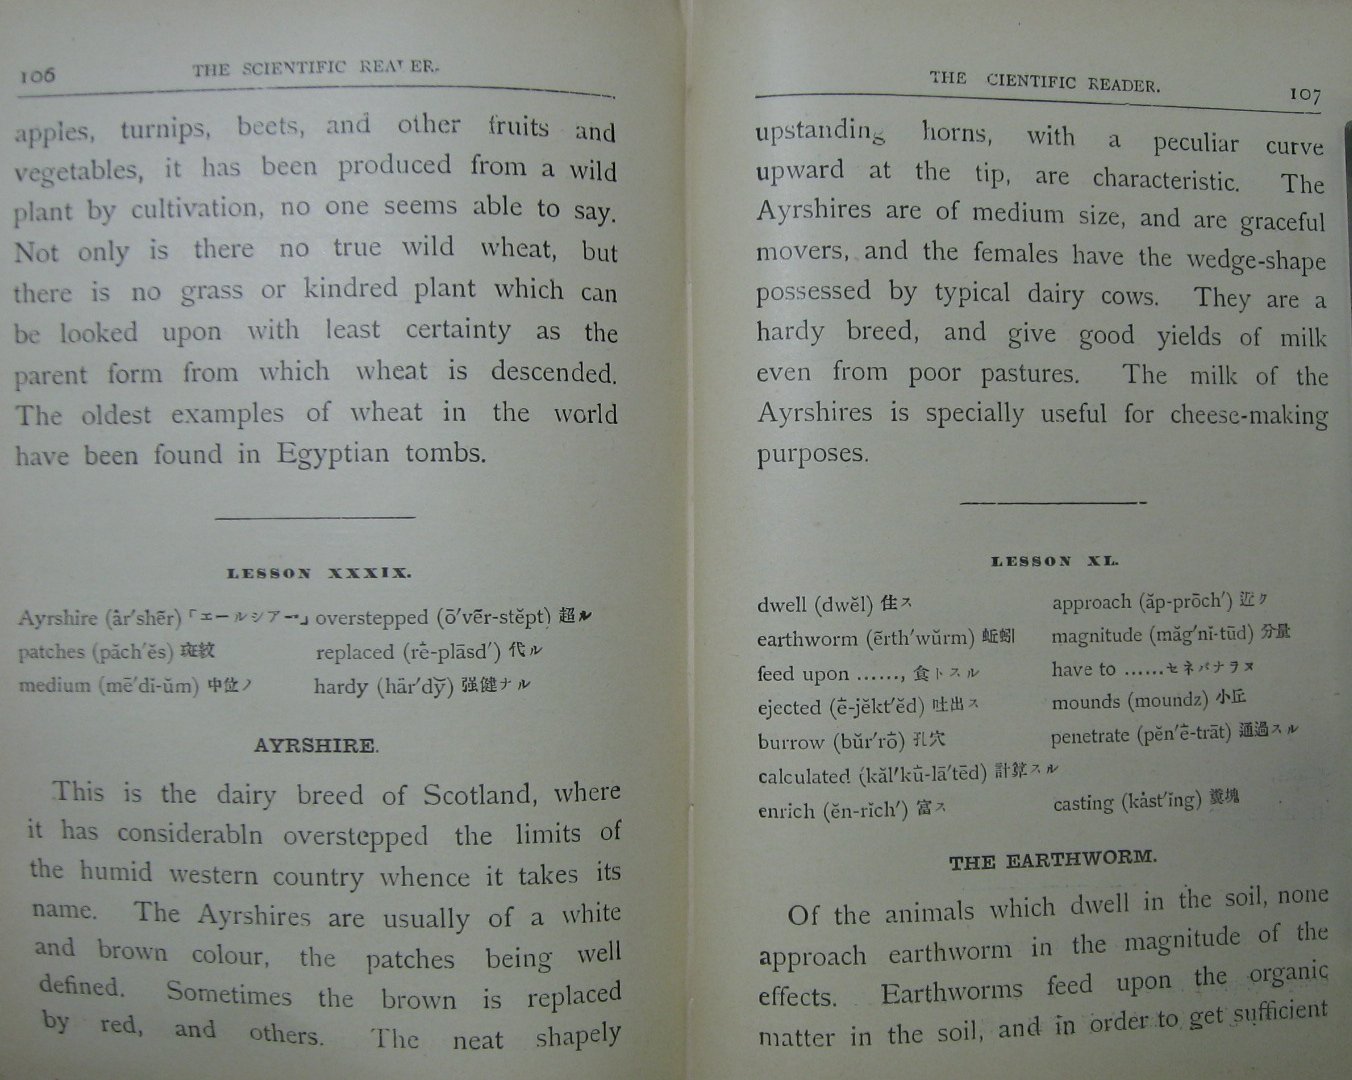 106 THE SCIENTIFIC READER.
apples, turnips, beets, and other fruits and
vegetables, it has been produced from a wild
plant by cultivation, no one seems able to say.
Not only is there no true wild wheat, but
there is no grass or kindred plant which can
be looked upon with least certainty as the
parent form from which wheat is descended.
The oldest examples of wheat in the world
have been found in Egyptian tombs.
LESSON XXXIX.
Ayrshire (âr′shēr)「エールシアー」 overstepped (ō′vēr-stĕpt) 超ル
patches (păch′ĕs) 斑紋 replaced (rė-plāsd′) 代ル
medium (mē′dĭ-ŭm) 中位ノ hardy (hār′dy̆) 强健ナル
AYRSHIRE.
This is the dairy breed of Scotland, where
it has considerabln overstepped the limits of
the humid western country whence it takes its
name. The Ayrshires are usually of a white
and brown colour, the patches being well
defined. Sometimes the brown is replaced
by red, and others. The neat shapely
THE CIENTIFIC READER. 107
upstanding horns, with a peculiar curve
upward at the tip, are characteristic. The
Ayrshires are of medium size, and are graceful
movers, and the females have the wedge-shape
possessed by typical dairy cows. They are a
hardy breed, and give good yields of milk
even from poor pastures. The milk of the
Ayrshires is specially useful for cheese-making
purposes.
LESSON XL.
dwell (dwĕl) 住ス approach (ăp-prōch′) 近ク
earthworm (ērth′wŭrm) 蚯蚓 magnitude (măg′nĭ-tūd) 分量
feed upon ......, 食トスル have to ......セネバナラヌ
ejected (ė-jĕkt′ĕd) 吐出ス mounds (moundz) 小丘
burrow (bŭr′rō) 孔穴 penetrate (pĕn′ė-trāt) 通過スル
calculated (kăl′kū-lā′tĕd) 計算スル
enrich (ĕn-rĭch′) 富ス casting (kȧst′ĭng) 糞塊
THE EARTHWORM.
Of the animals which dwell in the soil, none
approach earthworm in the magnitude of the
effects. Earthworms feed upon the organic
matter in the soil, and in order to get sufficient